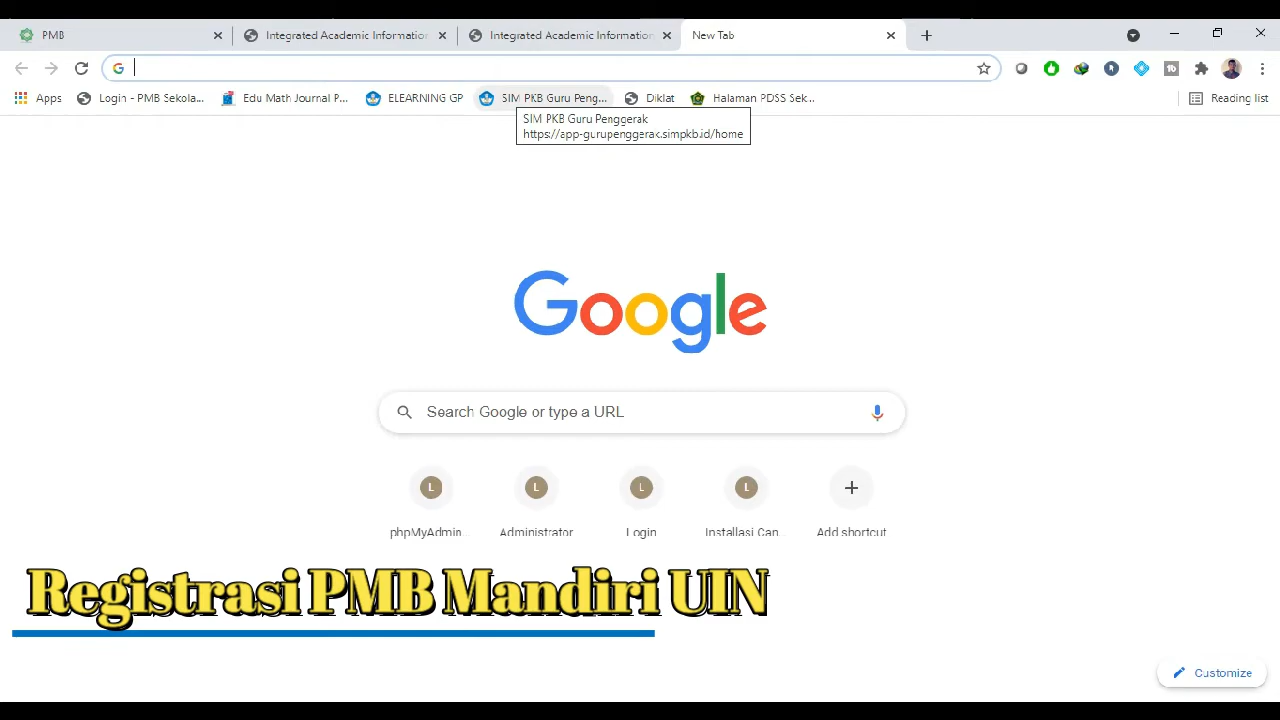 PMB
Integrated Academic Information
Integrated Academic Information
New Tab
Apps
Login - PMB Sekola...
Edu Math Journal P...
ELEARNING GP
SIM PKB Guru Peng...
Diklat
Halaman PDSS Sek...
Reading list
SIM PKB Guru Penggerak
https://app-gurupenggerak.simpkb.id/home
Google
Search Google or type a URL
L
L
L
L
phpMyAdmin...
Administrator
Login
Installasi Can...
Add shortcut
Registrasi PMB Mandiri UIN
Customize